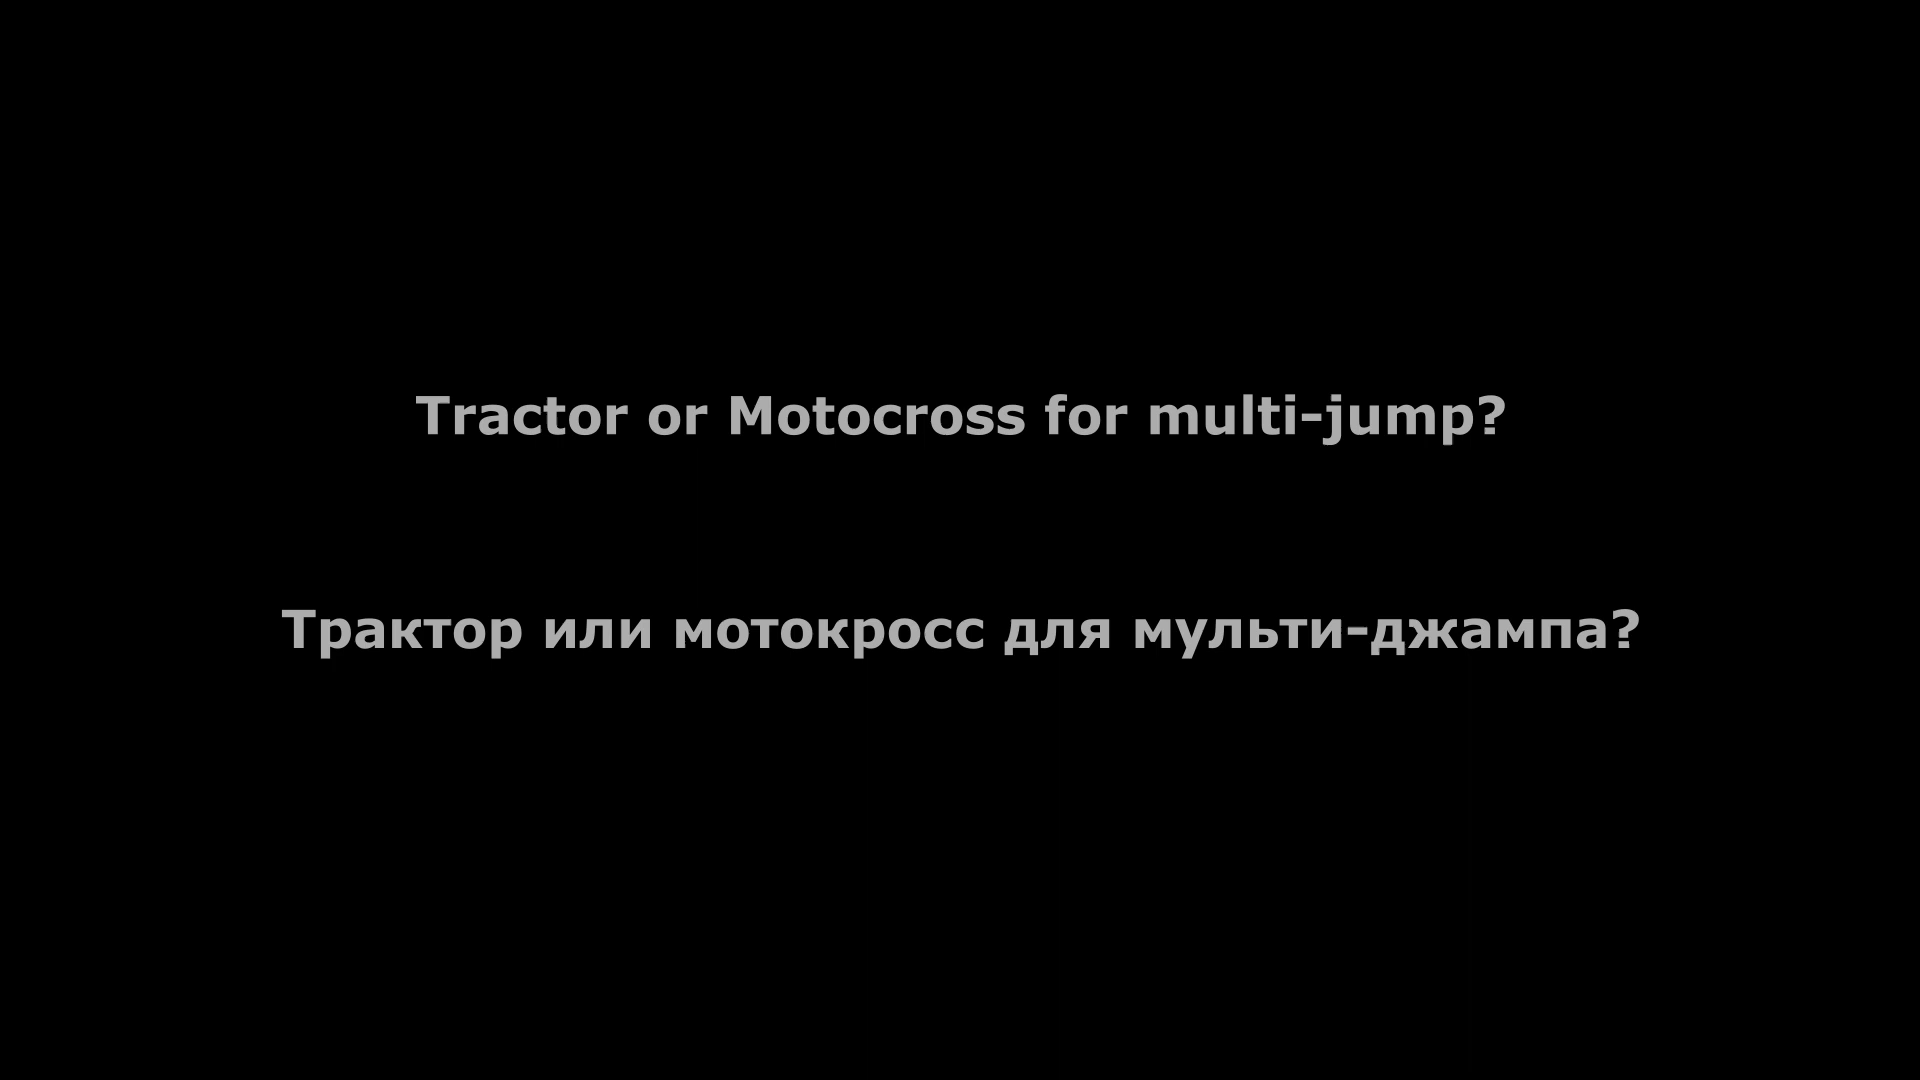 Tractor or Motocross for multi-jump?
Трактор или мотокросс для мульти-джампа?